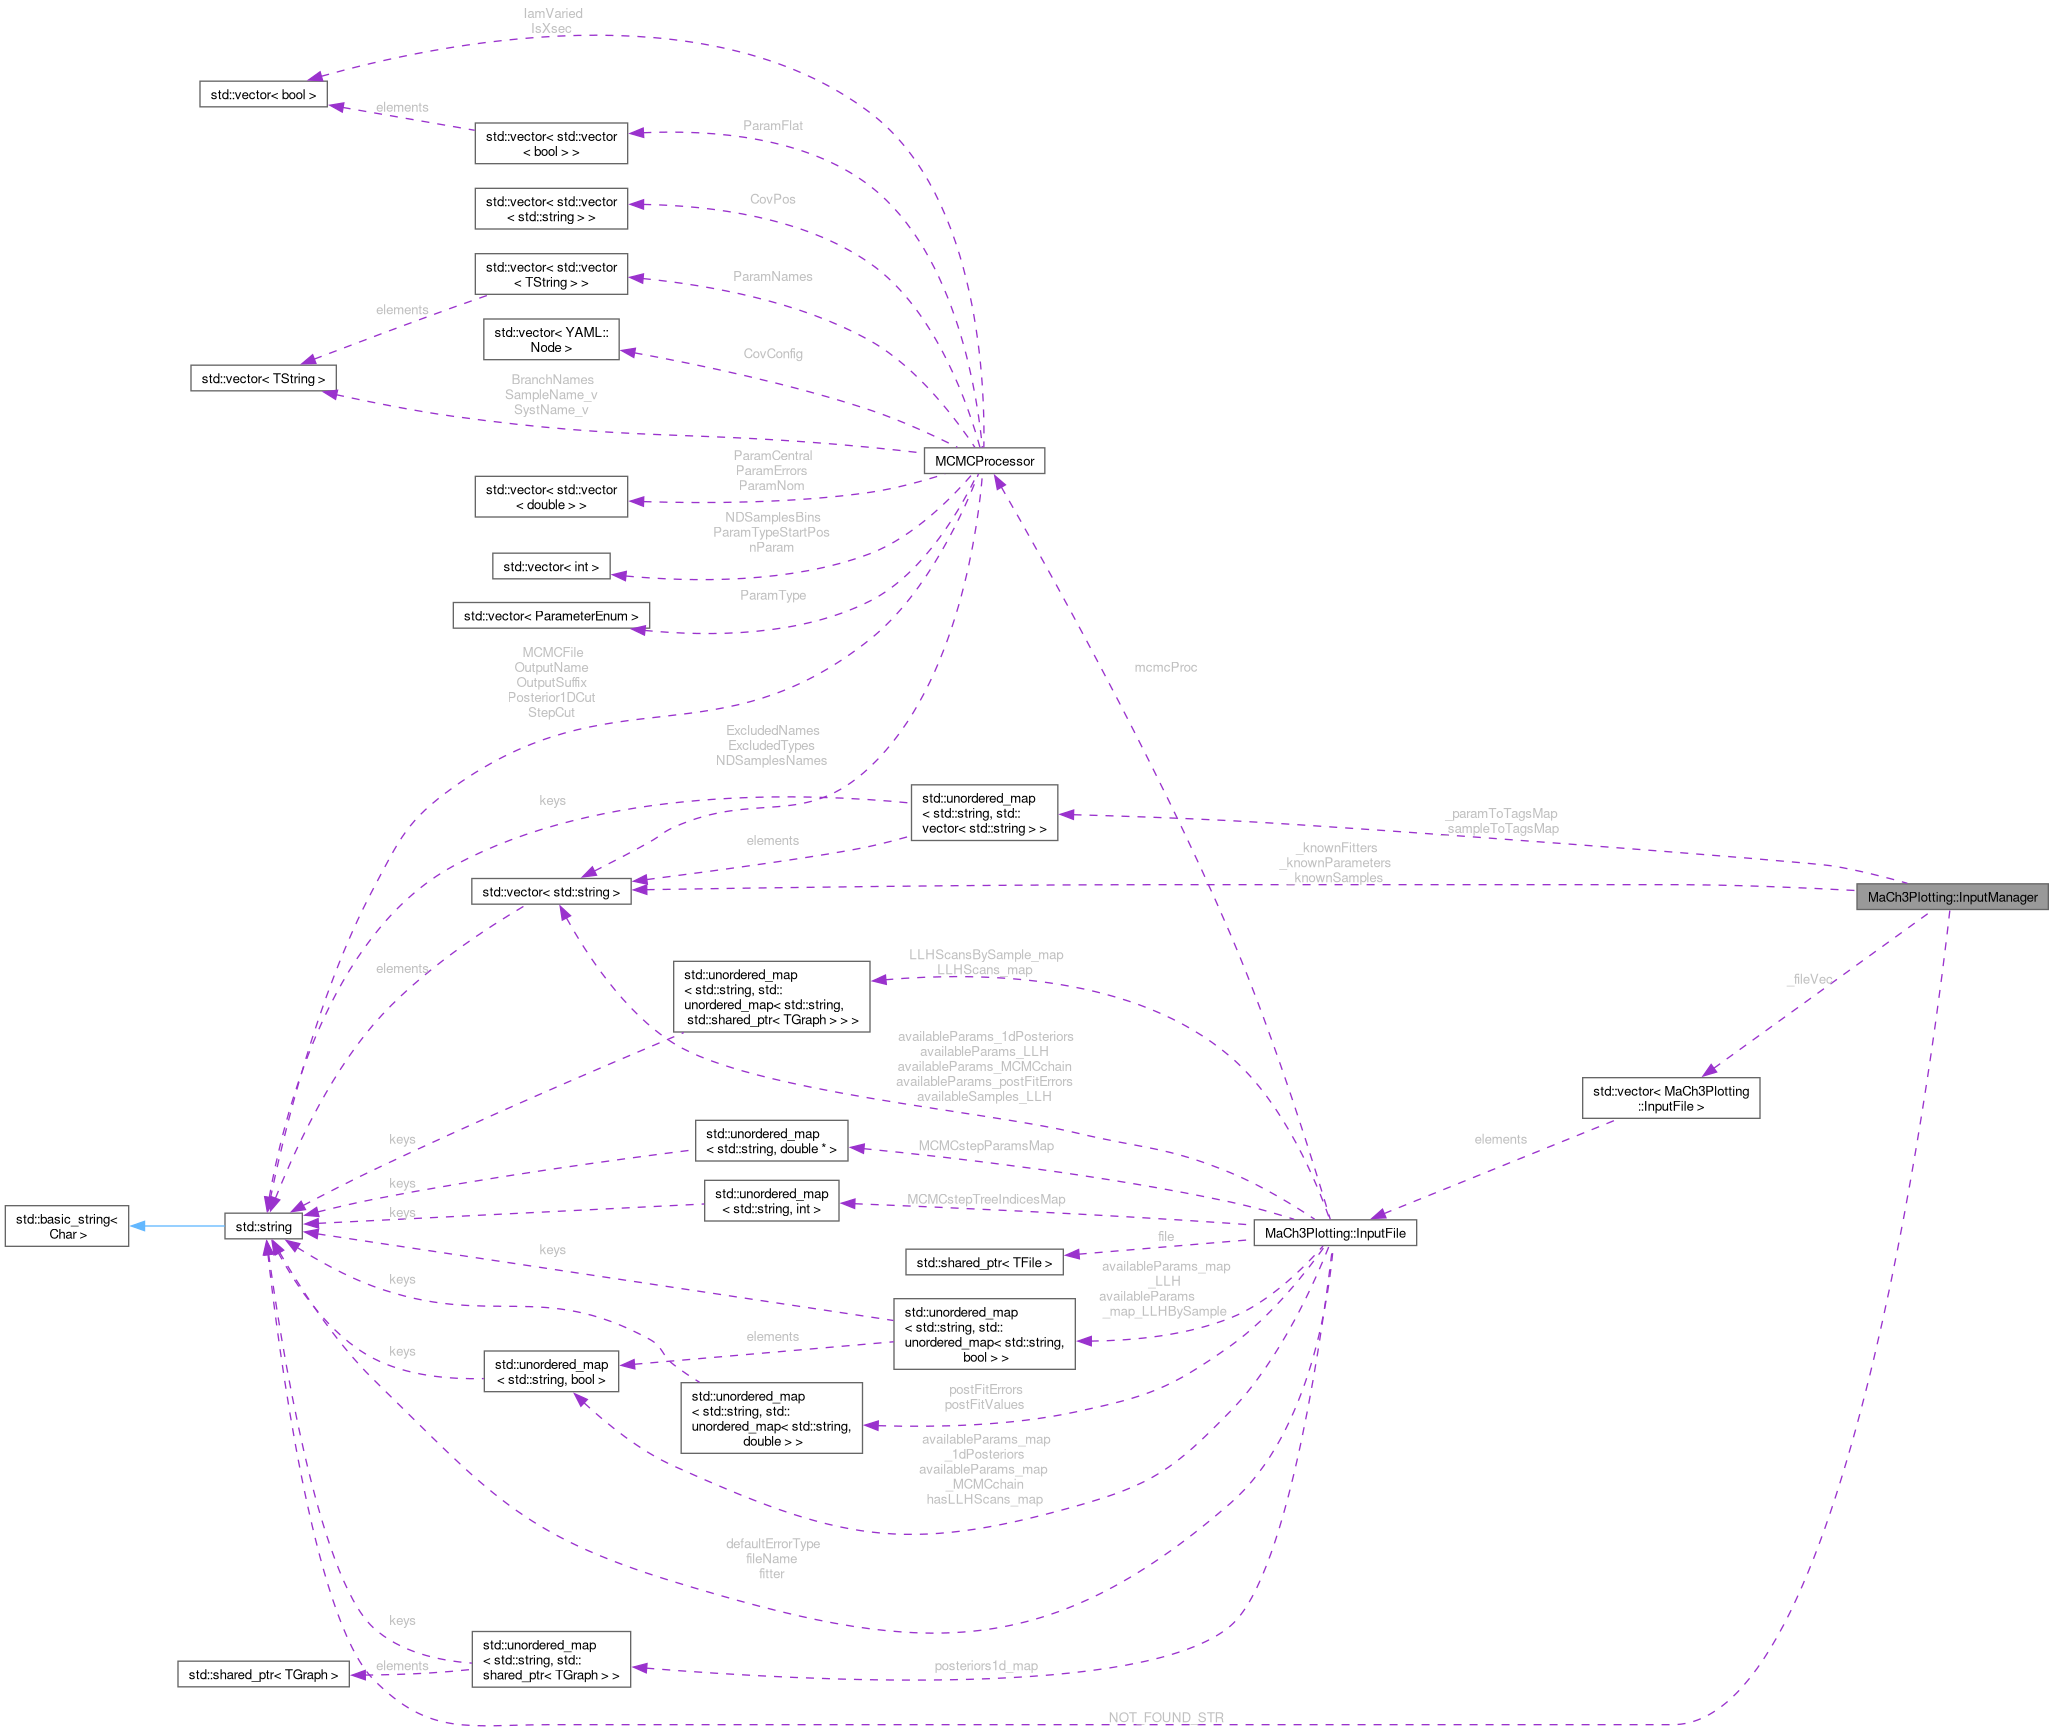 IamVaried
IsXsec
std::vector< bool >
elements
std::vector< std::vector
< bool > >
ParamFlat
std::vector< std::vector
< std::string > >
CovPos
std::vector< std::vector
< TString > >
ParamNames
elements
std::vector< YAML::
Node >
CovConfig
std::vector< TString >
BranchNames
SampleName_v
SystName_v
MCMCProcessor
std::vector< std::vector
< double > >
ParamCentral
ParamErrors
ParamNom
NDSamplesBins
ParamTypeStartPos
nParam
std::vector< int >
std::vector< ParameterEnum >
ParamType
MCMCFile
OutputName
OutputSuffix
Posterior1DCut
StepCut
mcmcProc
ExcludedNames
ExcludedTypes
NDSamplesNames
keys
std::unordered_map
< std::string, std::
vector< std::string > >
_paramToTagsMap
_sampleToTagsMap
elements
_knownFitters
_knownParameters
_knownSamples
std::vector< std::string >
MaCh3Plotting::InputManager
elements
std::unordered_map
< std::string, std::
unordered_map< std::string,
std::shared_ptr< TGraph > > >
LLHScansBySample_map
LLHScans_map
_fileVec
availableParams_1dPosteriors
availableParams_LLH
availableParams_MCMCchain
availableParams_postFitErrors
availableSamples_LLH
std::vector< MaCh3Plotting
::InputFile >
keys
std::unordered_map
< std::string, double * >
MCMCstepParamsMap
elements
keys
std::unordered_map
< std::string, int >
MCMCstepTreeIndicesMap
keys
std::basic_string<
Char >
std::string
MaCh3Plotting::InputFile
keys
std::shared_ptr< TFile >
file
keys
availableParams_map
_LLH
availableParams
_map_LLHBySample
std::unordered_map
< std::string, std::
unordered_map< std::string,
bool > >
elements
keys
std::unordered_map
< std::string, bool >
std::unordered_map
< std::string, std::
unordered_map< std::string,
double > >
postFitErrors
postFitValues
availableParams_map
_1dPosteriors
availableParams_map
_MCMCchain
hasLLHScans_map
defaultErrorType
fileName
fitter
keys
std::unordered_map
< std::string, std::
shared_ptr< TGraph > >
std::shared_ptr< TGraph >
elements
posteriors1d_map
NOT_FOUND_STR